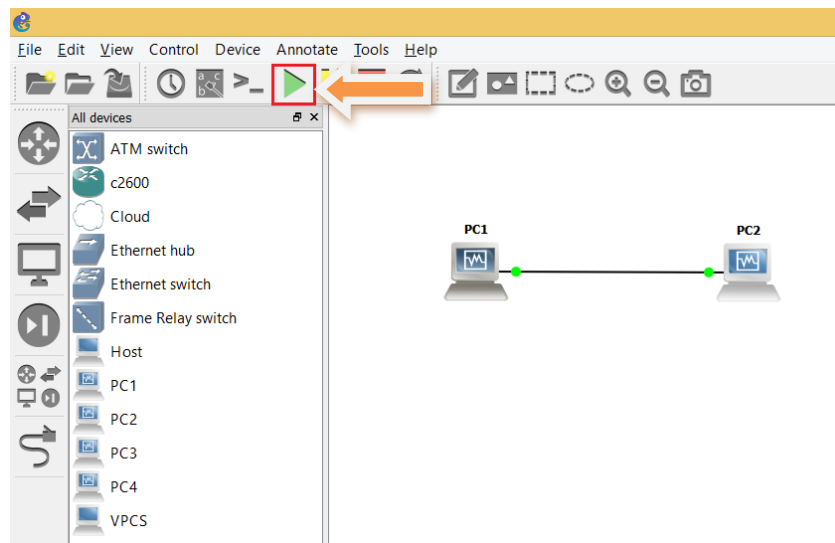 File Edit View Control Device Annotate Tools Help
All devices
ATM switch
c2600
Cloud
Ethernet hub
Ethernet switch
Frame Relay switch
Host
PC1
PC2
PC3
PC4
VPCS
PC1
PC2